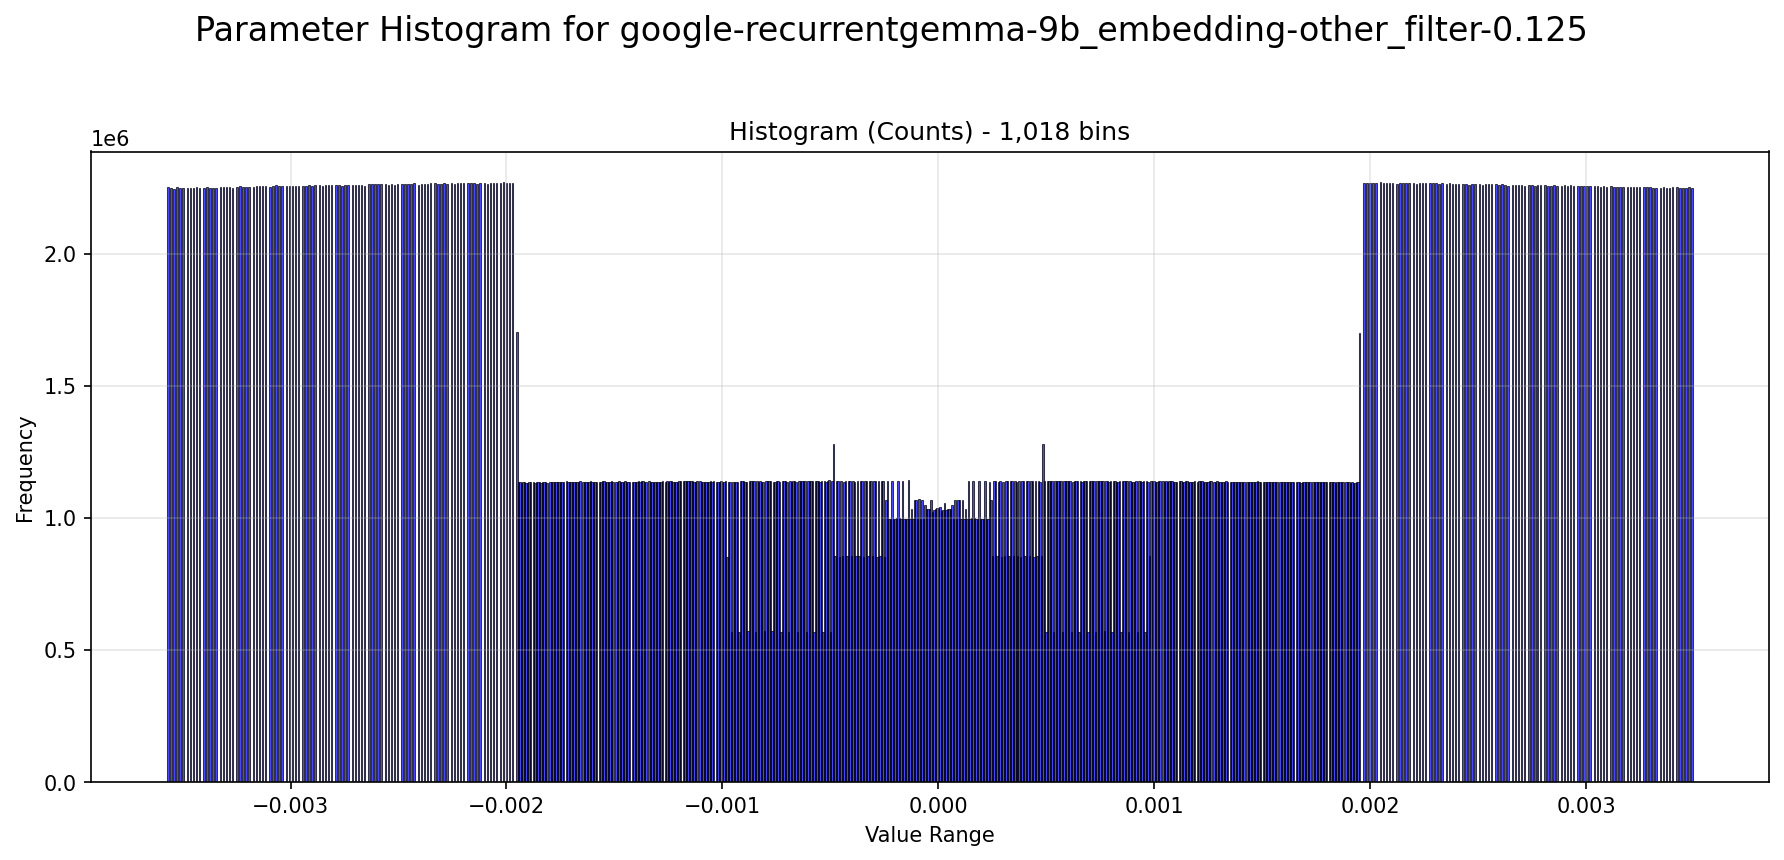 Parameter Histogram for google-recurrentgemma-9b_embedding-other_filter-0.125
Histogram (Counts) - 1,018 bins
1e6
2.0
1.5
1.0
0.5
0.0
Frequency
−0.003 −0.002 −0.001 0.000 0.001 0.002 0.003
Value Range